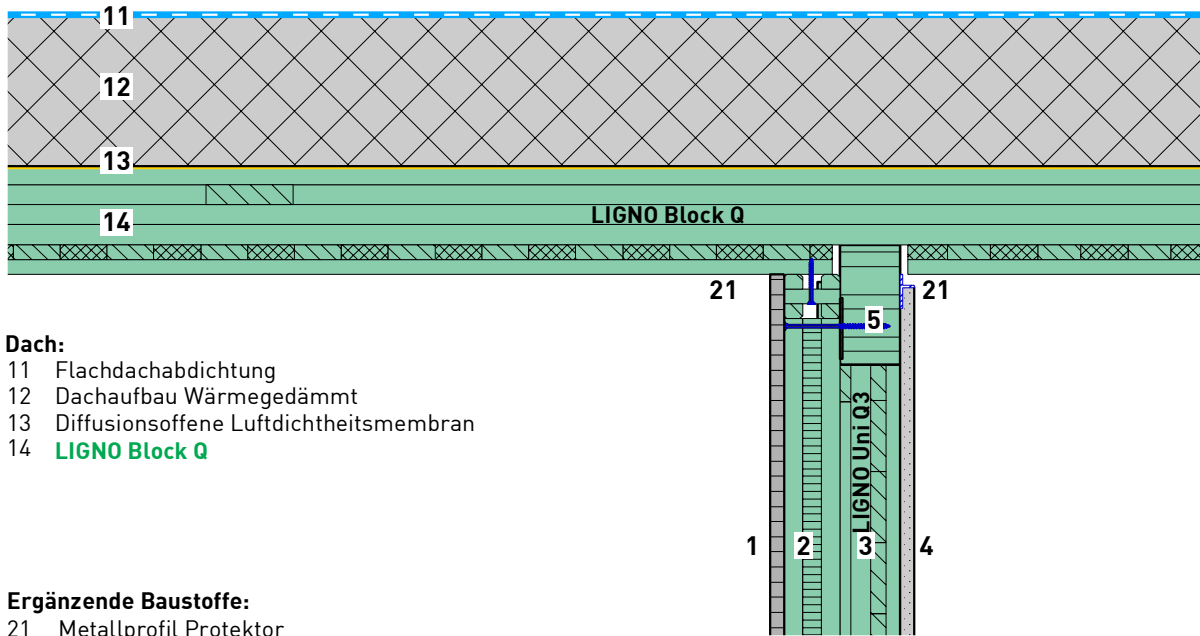 11
12
13
14
LIGNO Block Q
21
21
5
Dach:
11 Flachdachabdichtung
12 Dachaufbau Wärmegedämmt
13 Diffusionsoffene Luftdichtheitsmembran
14 LIGNO Block Q
LIGNO Uni Q3
1
2
3
4
Ergänzende Baustoffe:
21 Metallprofil Protektor